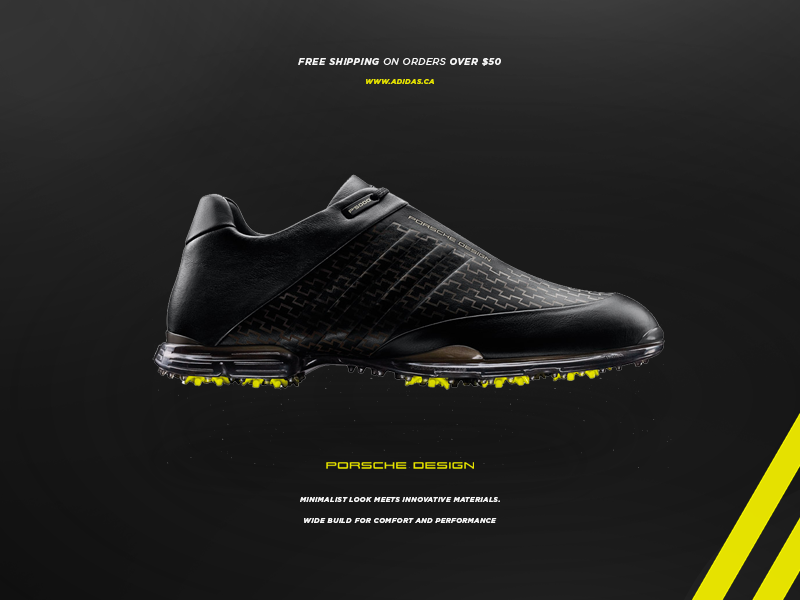 FREE SHIPPING ON ORDERS OVER $50
WWW.ADIDAS.CA
P'5000
PORSCHE DESIGN
PORSCHE DESIGN
MINIMALIST LOOK MEETS INNOVATIVE MATERIALS.
WIDE BUILD FOR COMFORT AND PERFORMANCE